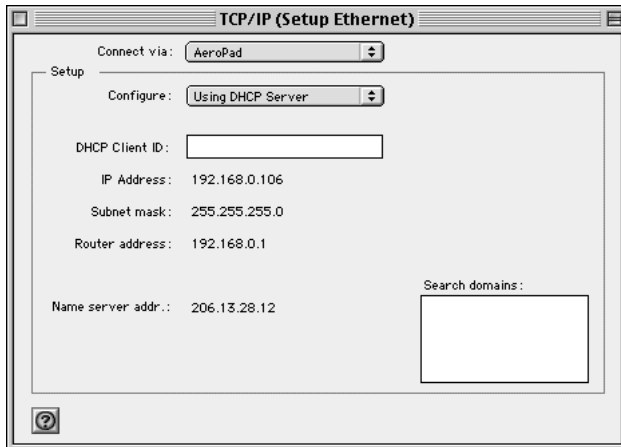 TCP/IP (Setup Ethernet)
Connect via: AeroPad
Setup
Configure: Using DHCP Server
DHCP Client ID:
IP Address: 192.168.0.106
Subnet mask: 255.255.255.0
Router address: 192.168.0.1
Search domains:
Name server addr.: 206.13.28.12
?